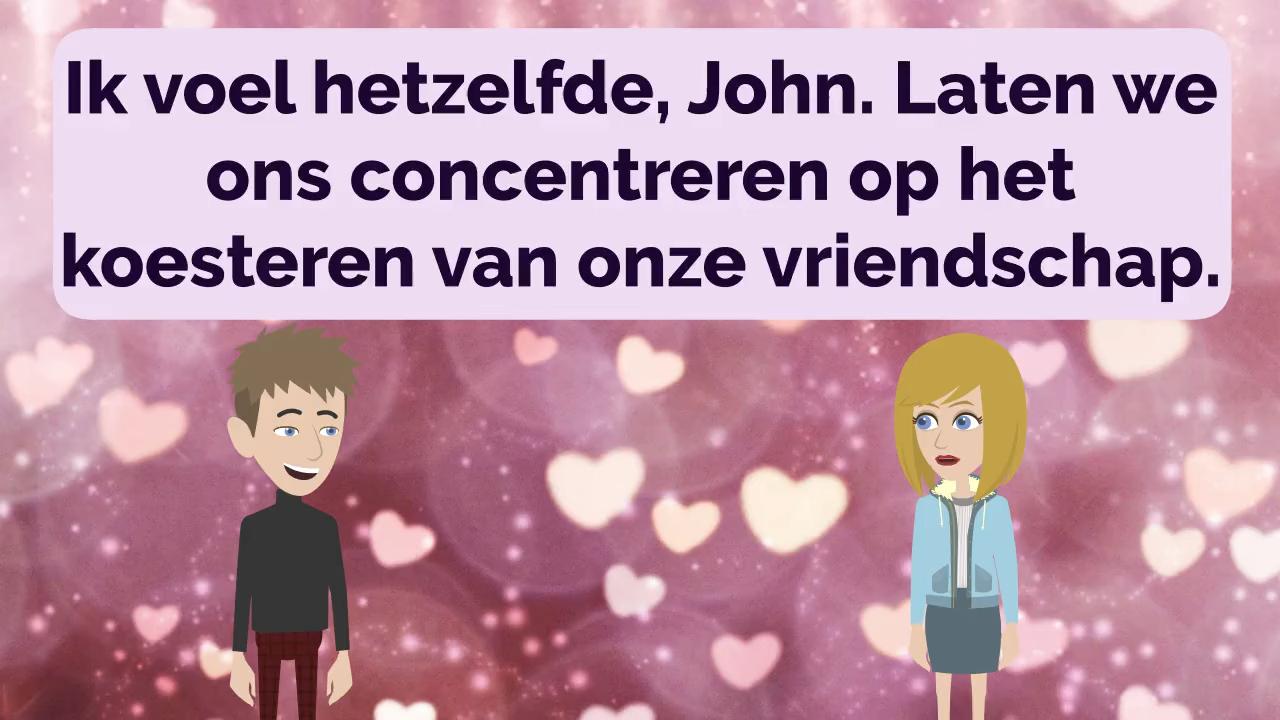 Ik voel hetzelfde, John. Laten we
ons concentreren op het
koesteren van onze vriendschap.